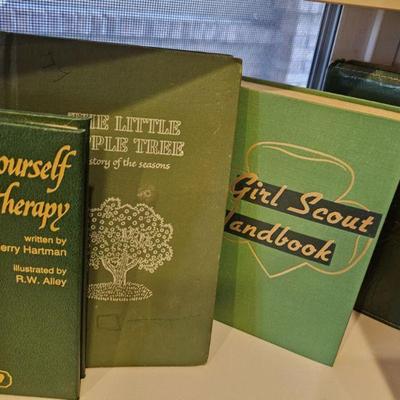 ourself
therapy
written by
erry Hartman
illustrated by
R.W. Alley
THE LITTLE
PPLE TREE
story of the seasons
Girl Scout
Handbook